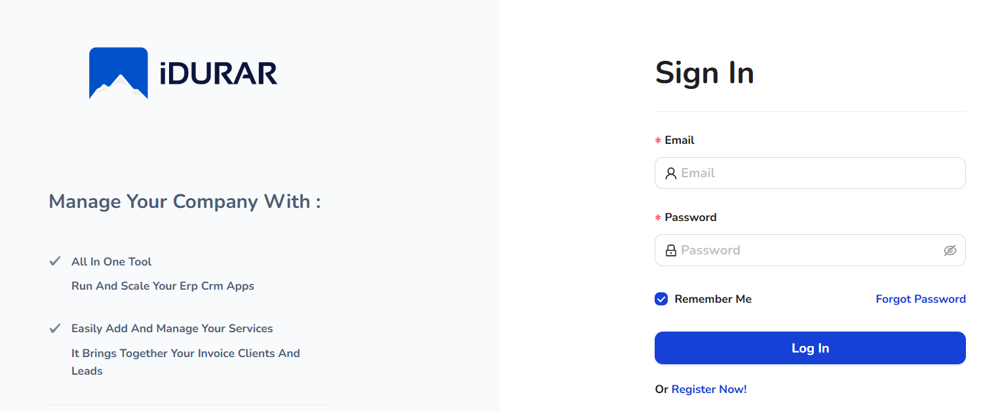 iDURAR
Manage Your Company With :
All In One Tool
Run And Scale Your Erp Crm Apps
Easily Add And Manage Your Services
It Brings Together Your Invoice Clients And
Leads
Sign In
* Email
Email
* Password
Password
Remember Me
Forgot Password
Log In
Or Register Now!